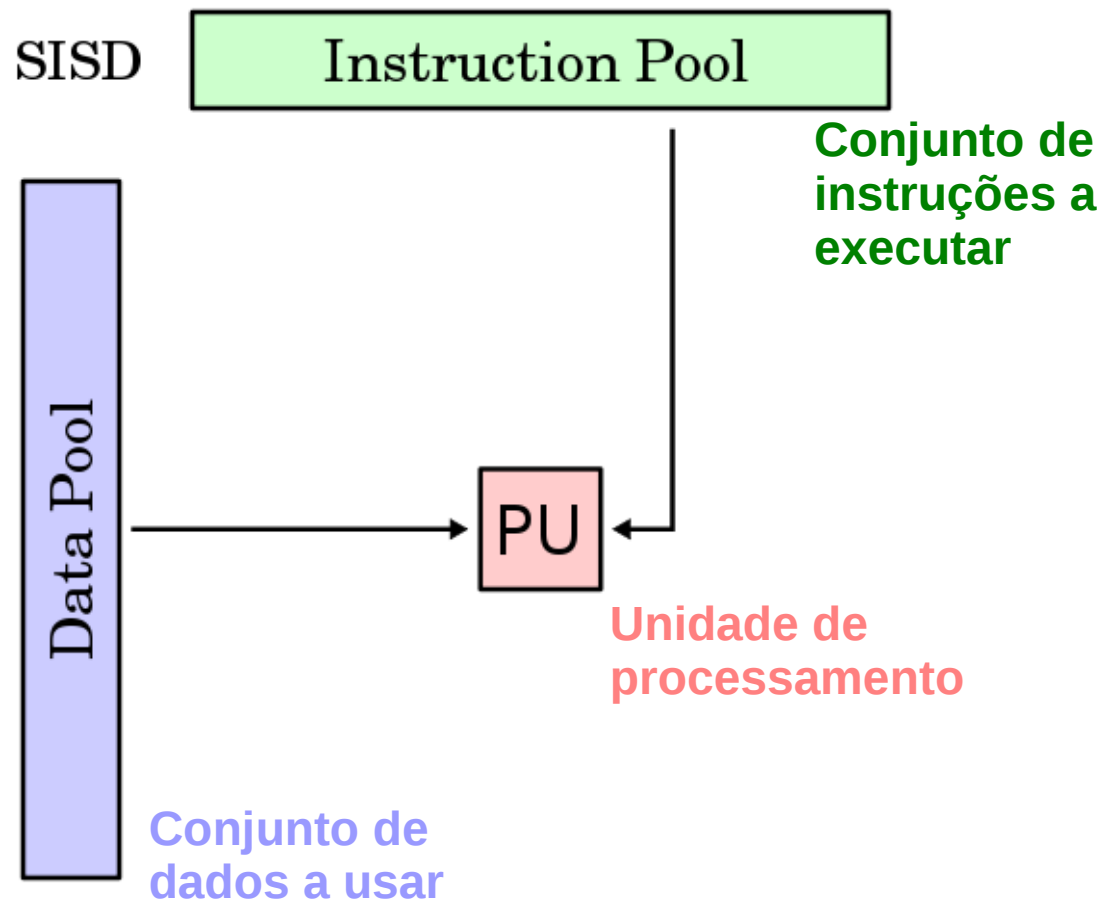 SISD
Instruction Pool
Conjunto de
instruções a
executar
Data Pool
PU
Unidade de
processamento
Conjunto de
dados a usar